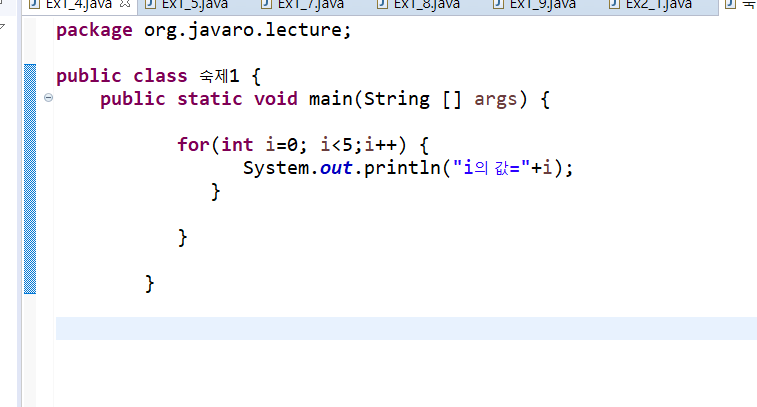 Ex1_4.java Ex1_5.java Ex1_7.java Ex1_8.java Ex1_9.java Ex2_1.java
package org.javaro.lecture;
public class 숙제1 {
public static void main(String [] args) {
for(int i=0; i<5;i++) {
System.out.println("i의 값="+i);
}
}
}